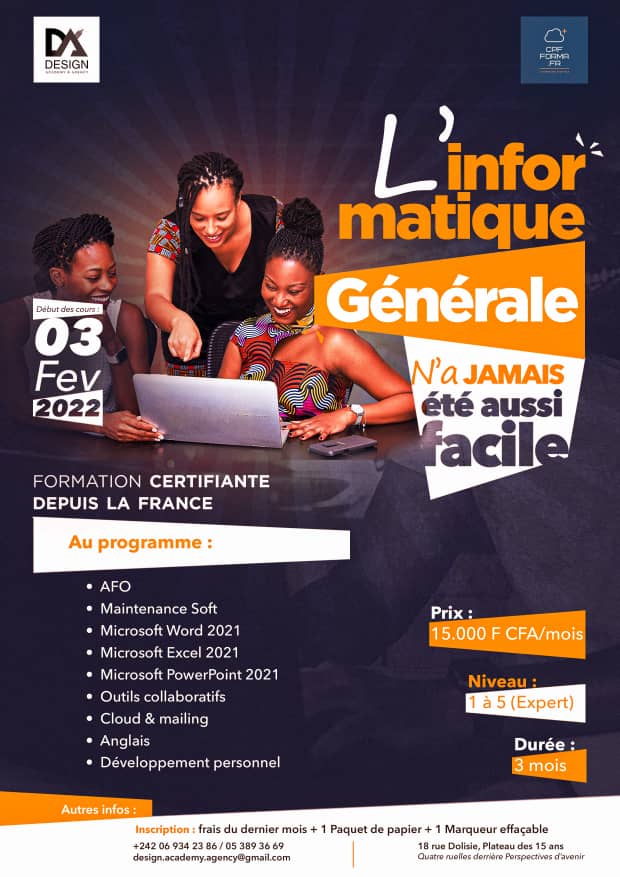 DA
DESIGN
ACADEMY & AGENCY
CPF
FORMA
.FR
L'infor
matique
Générale
N'a JAMAIS
été aussi
facile
Début des cours :
03
Fev
2022
FORMATION CERTIFIANTE
DEPUIS LA FRANCE
Au programme :
• AFO
• Maintenance Soft
• Microsoft Word 2021
• Microsoft Excel 2021
• Microsoft PowerPoint 2021
• Outils collaboratifs
• Cloud & mailing
• Anglais
• Développement personnel
Prix :
15.000 F CFA/mois
Niveau :
1 à 5 (Expert)
Durée :
3 mois
Autres infos :
Inscription : frais du dernier mois + 1 Paquet de papier + 1 Marqueur effaçable
+242 06 934 23 86 / 05 389 36 69
design.academy.agency@gmail.com
18 rue Dolisie, Plateau des 15 ans
Quatre ruelles derrière Perspectives d'avenir